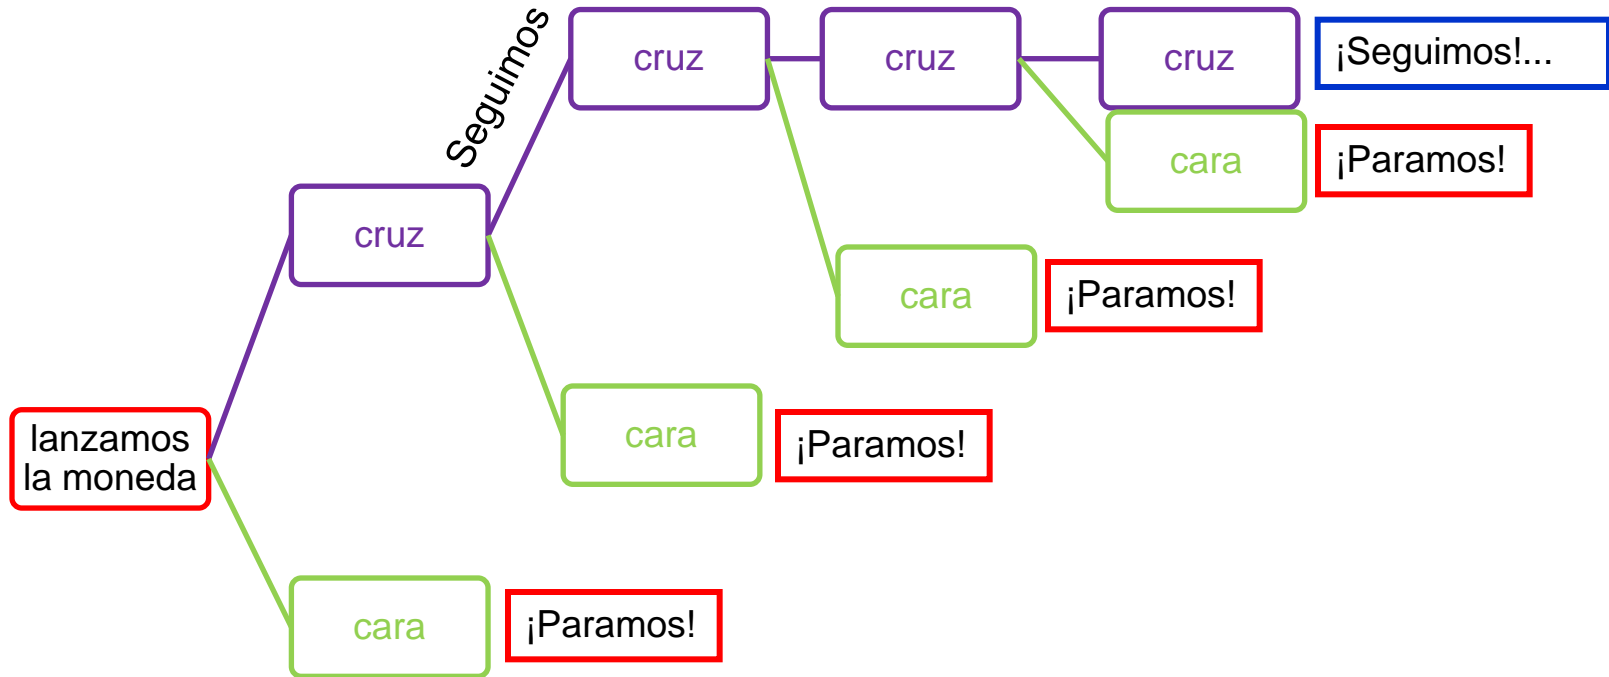 Seguimos
cruz
cruz
cruz
¡Seguimos!...
cara
¡Paramos!
cruz
cara
¡Paramos!
lanzamos
la moneda
cara
¡Paramos!
cara
¡Paramos!